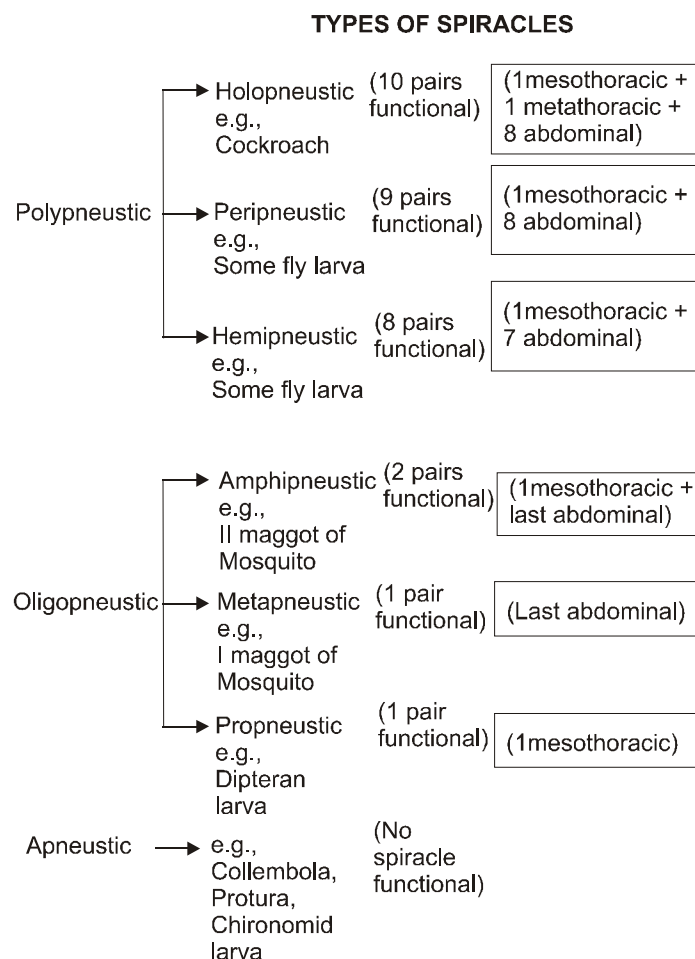 TYPES OF SPIRACLES
Polypneustic
Holopneustic
e.g.,
Cockroach
(10 pairs
functional)
(1mesothoracic +
1 metathoracic +
8 abdominal)
Peripneustic
e.g.,
Some fly larva
(9 pairs
functional)
(1mesothoracic +
8 abdominal)
Hemipneustic
e.g.,
Some fly larva
(8 pairs
functional)
(1mesothoracic +
7 abdominal)
Oligopneustic
Amphipneustic
e.g.,
II maggot of
Mosquito
(2 pairs
functional)
(1mesothoracic +
last abdominal)
Metapneustic
e.g.,
I maggot of
Mosquito
(1 pair
functional)
(Last abdominal)
Propneustic
e.g.,
Dipteran
larva
(1 pair
functional)
(1mesothoracic)
Apneustic
e.g.,
Collembola,
Protura,
Chironomid
larva
(No
spiracle
functional)